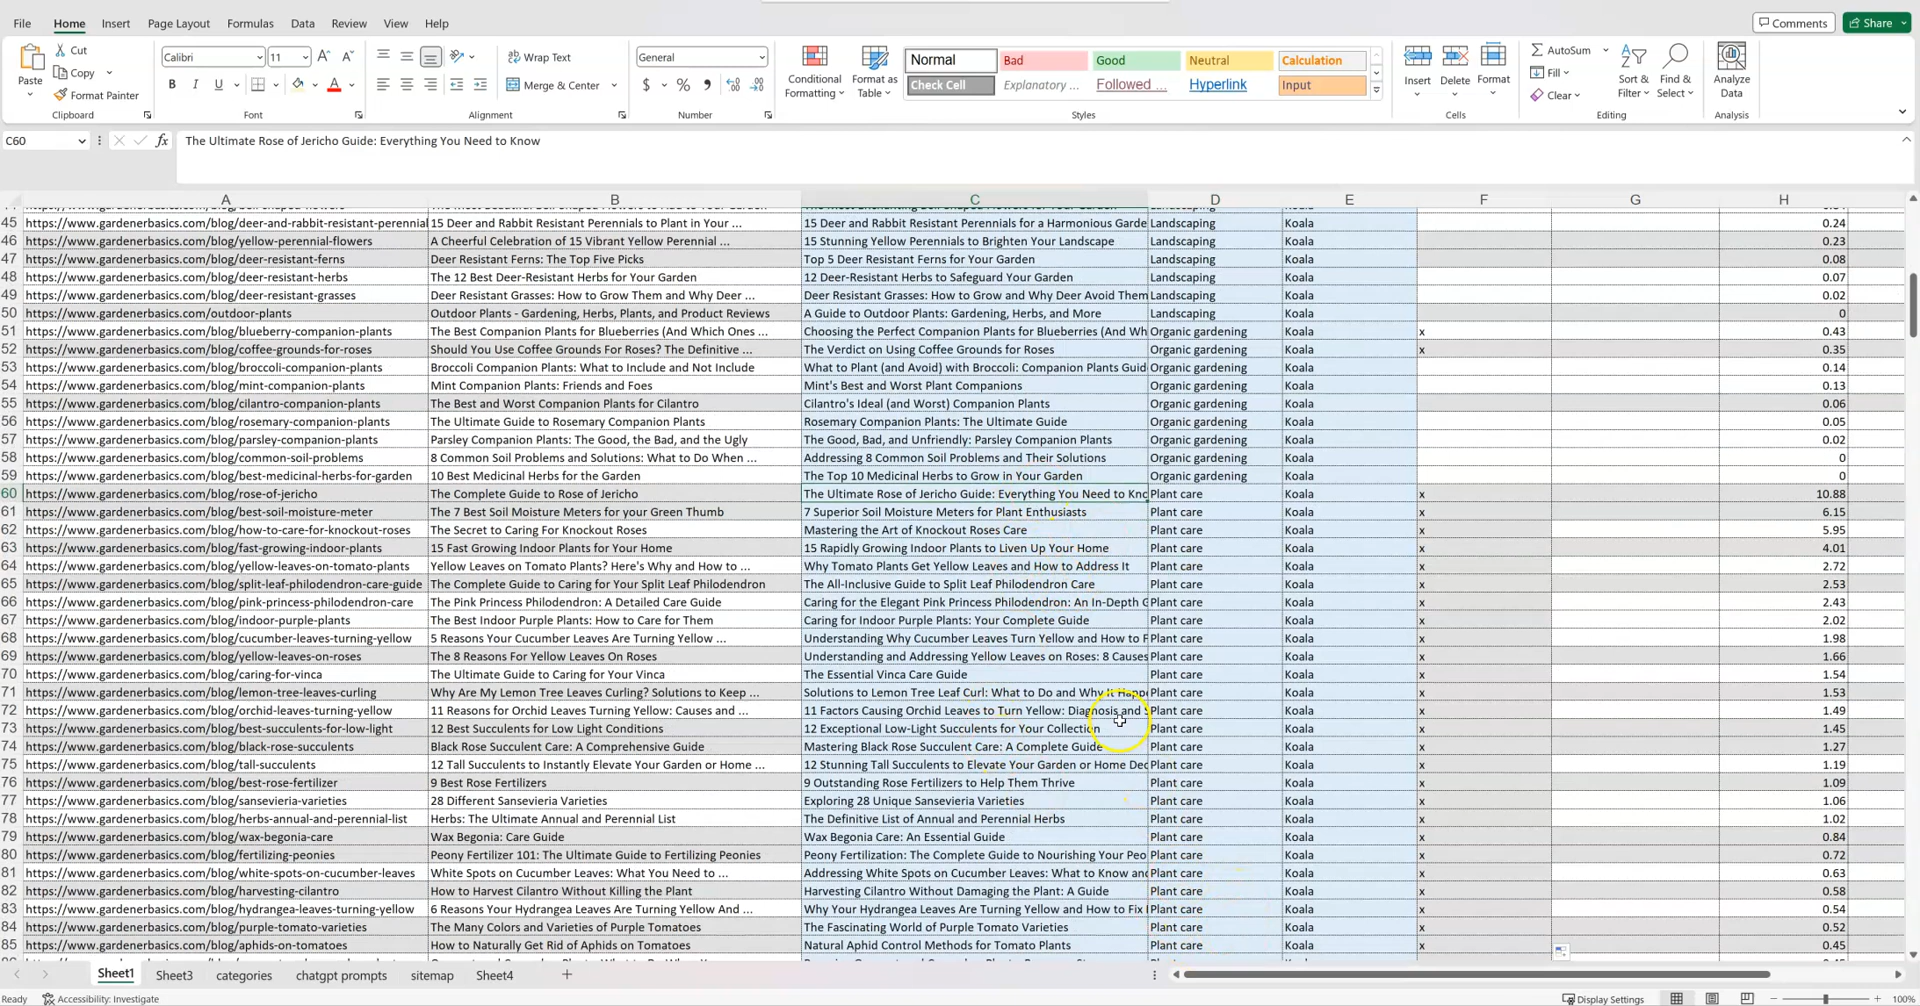 File Home Insert Page Layout Formulas Data Review View Help Comments Share
Cut Calibri 11 Wrap Text General Normal Bad Good Neutral Calculation AutoSum
Copy Fill
Paste Format Painter B I U Merge & Center $ % Conditional Formatting Format as Table Check Cell Explanatory ... Followed ... Hyperlink Input Insert Delete Format Clear Sort & Filter Find & Select Analyze Data
Clipboard Font Alignment Number Styles Cells Editing Analysis
C60 fx The Ultimate Rose of Jericho Guide: Everything You Need to Know
A B C D E F G H
45 https://www.gardenerbasics.com/blog/deer-and-rabbit-resistant-perennial 15 Deer and Rabbit Resistant Perennials to Plant in Your ... 15 Deer and Rabbit Resistant Perennials for a Harmonious Garde Landscaping Koala 0.24
46 https://www.gardenerbasics.com/blog/yellow-perennial-flowers A Cheerful Celebration of 15 Vibrant Yellow Perennial ... 15 Stunning Yellow Perennials to Brighten Your Landscape Landscaping Koala 0.23
47 https://www.gardenerbasics.com/blog/deer-resistant-ferns Deer Resistant Ferns: The Top Five Picks Top 5 Deer Resistant Ferns for Your Garden Landscaping Koala 0.08
48 https://www.gardenerbasics.com/blog/deer-resistant-herbs The 12 Best Deer-Resistant Herbs for Your Garden 12 Deer-Resistant Herbs to Safeguard Your Garden Landscaping Koala 0.07
49 https://www.gardenerbasics.com/blog/deer-resistant-grasses Deer Resistant Grasses: How to Grow Them and Why Deer ... Deer Resistant Grasses: How to Grow and Why Deer Avoid Them Landscaping Koala 0.02
50 https://www.gardenerbasics.com/outdoor-plants Outdoor Plants - Gardening, Herbs, Plants, and Product Reviews A Guide to Outdoor Plants: Gardening, Herbs, and More Landscaping Koala 0
51 https://www.gardenerbasics.com/blog/blueberry-companion-plants The Best Companion Plants for Blueberries (And Which Ones ... Choosing the Perfect Companion Plants for Blueberries (And Wh Organic gardening Koala x 0.43
52 https://www.gardenerbasics.com/blog/coffee-grounds-for-roses Should You Use Coffee Grounds For Roses? The Definitive ... The Verdict on Using Coffee Grounds for Roses Organic gardening Koala x 0.35
53 https://www.gardenerbasics.com/blog/broccoli-companion-plants Broccoli Companion Plants: What to Include and Not Include What to Plant (and Avoid) with Broccoli: Companion Plants Guid Organic gardening Koala 0.14
54 https://www.gardenerbasics.com/blog/mint-companion-plants Mint Companion Plants: Friends and Foes Mint's Best and Worst Plant Companions Organic gardening Koala 0.13
55 https://www.gardenerbasics.com/blog/cilantro-companion-plants The Best and Worst Companion Plants for Cilantro Cilantro's Ideal (and Worst) Companion Plants Organic gardening Koala 0.06
56 https://www.gardenerbasics.com/blog/rosemary-companion-plants The Ultimate Guide to Rosemary Companion Plants Rosemary Companion Plants: The Ultimate Guide Organic gardening Koala 0.05
57 https://www.gardenerbasics.com/blog/parsley-companion-plants Parsley Companion Plants: The Good, the Bad, and the Ugly The Good, Bad, and Unfriendly: Parsley Companion Plants Organic gardening Koala 0.02
58 https://www.gardenerbasics.com/blog/common-soil-problems 8 Common Soil Problems and Solutions: What to Do When ... Addressing 8 Common Soil Problems and Their Solutions Organic gardening Koala 0
59 https://www.gardenerbasics.com/blog/best-medicinal-herbs-for-garden 10 Best Medicinal Herbs for the Garden The Top 10 Medicinal Herbs to Grow in Your Garden Organic gardening Koala 0
60 https://www.gardenerbasics.com/blog/rose-of-jericho The Complete Guide to Rose of Jericho The Ultimate Rose of Jericho Guide: Everything You Need to Kno Plant care Koala x 10.88
61 https://www.gardenerbasics.com/blog/best-soil-moisture-meter The 7 Best Soil Moisture Meters for your Green Thumb 7 Superior Soil Moisture Meters for Plant Enthusiasts Plant care Koala x 6.15
62 https://www.gardenerbasics.com/blog/how-to-care-for-knockout-roses The Secret to Caring For Knockout Roses Mastering the Art of Knockout Roses Care Plant care Koala x 5.95
63 https://www.gardenerbasics.com/blog/fast-growing-indoor-plants 15 Fast Growing Indoor Plants for Your Home 15 Rapidly Growing Indoor Plants to Liven Up Your Home Plant care Koala x 4.01
64 https://www.gardenerbasics.com/blog/yellow-leaves-on-tomato-plants Yellow Leaves on Tomato Plants? Here's Why and How to ... Why Tomato Plants Get Yellow Leaves and How to Address It Plant care Koala x 2.72
65 https://www.gardenerbasics.com/blog/split-leaf-philodendron-care-guide The Complete Guide to Caring for Your Split Leaf Philodendron The All-Inclusive Guide to Split Leaf Philodendron Care Plant care Koala x 2.53
66 https://www.gardenerbasics.com/blog/pink-princess-philodendron-care The Pink Princess Philodendron: A Detailed Care Guide Caring for the Elegant Pink Princess Philodendron: An In-Depth G Plant care Koala x 2.43
67 https://www.gardenerbasics.com/blog/indoor-purple-plants The Best Indoor Purple Plants: How to Care for Them Caring for Indoor Purple Plants: Your Complete Guide Plant care Koala x 2.02
68 https://www.gardenerbasics.com/blog/cucumber-leaves-turning-yellow 5 Reasons Your Cucumber Leaves Are Turning Yellow ... Understanding Why Cucumber Leaves Turn Yellow and How to F Plant care Koala x 1.98
69 https://www.gardenerbasics.com/blog/yellow-leaves-on-roses The 8 Reasons For Yellow Leaves On Roses Understanding and Addressing Yellow Leaves on Roses: 8 Causes Plant care Koala x 1.66
70 https://www.gardenerbasics.com/blog/caring-for-vinca The Ultimate Guide to Caring for Your Vinca The Essential Vinca Care Guide Plant care Koala x 1.54
71 https://www.gardenerbasics.com/blog/lemon-tree-leaves-curling Why Are My Lemon Tree Leaves Curling? Solutions to Keep ... Solutions to Lemon Tree Leaf Curl: What to Do and Why It Happe Plant care Koala x 1.53
72 https://www.gardenerbasics.com/blog/orchid-leaves-turning-yellow 11 Reasons for Orchid Leaves Turning Yellow: Causes and ... 11 Factors Causing Orchid Leaves to Turn Yellow: Diagnosis and S Plant care Koala x 1.49
73 https://www.gardenerbasics.com/blog/best-succulents-for-low-light 12 Best Succulents for Low Light Conditions 12 Exceptional Low-Light Succulents for Your Collection Plant care Koala x 1.45
74 https://www.gardenerbasics.com/blog/black-rose-succulents Black Rose Succulent Care: A Comprehensive Guide Mastering Black Rose Succulent Care: A Complete Guide Plant care Koala x 1.27
75 https://www.gardenerbasics.com/blog/tall-succulents 12 Tall Succulents to Instantly Elevate Your Garden or Home ... 12 Stunning Tall Succulents to Elevate Your Garden or Home Dec Plant care Koala x 1.19
76 https://www.gardenerbasics.com/blog/best-rose-fertilizer 9 Best Rose Fertilizers 9 Outstanding Rose Fertilizers to Help Them Thrive Plant care Koala x 1.09
77 https://www.gardenerbasics.com/blog/sansevieria-varieties 28 Different Sansevieria Varieties Exploring 28 Unique Sansevieria Varieties Plant care Koala x 1.06
78 https://www.gardenerbasics.com/blog/herbs-annual-and-perennial-list Herbs: The Ultimate Annual and Perennial List The Definitive List of Annual and Perennial Herbs Plant care Koala x 1.02
79 https://www.gardenerbasics.com/blog/wax-begonia-care Wax Begonia: Care Guide Wax Begonia Care: An Essential Guide Plant care Koala x 0.84
80 https://www.gardenerbasics.com/blog/fertilizing-peonies Peony Fertilizer 101: The Ultimate Guide to Fertilizing Peonies Peony Fertilization: The Complete Guide to Nourishing Your Peo Plant care Koala x 0.72
81 https://www.gardenerbasics.com/blog/white-spots-on-cucumber-leaves White Spots on Cucumber Leaves: What You Need to ... Addressing White Spots on Cucumber Leaves: What to Know and Plant care Koala x 0.63
82 https://www.gardenerbasics.com/blog/harvesting-cilantro How to Harvest Cilantro Without Killing the Plant Harvesting Cilantro Without Damaging the Plant: A Guide Plant care Koala x 0.58
83 https://www.gardenerbasics.com/blog/hydrangea-leaves-turning-yellow 6 Reasons Your Hydrangea Leaves Are Turning Yellow And ... Why Your Hydrangea Leaves Are Turning Yellow and How to Fix I Plant care Koala x 0.54
84 https://www.gardenerbasics.com/blog/purple-tomato-varieties The Many Colors and Varieties of Purple Tomatoes The Fascinating World of Purple Tomato Varieties Plant care Koala x 0.52
85 https://www.gardenerbasics.com/blog/aphids-on-tomatoes How to Naturally Get Rid of Aphids on Tomatoes Natural Aphid Control Methods for Tomato Plants Plant care Koala x 0.45
Sheet1 Sheet3 categories chatgpt prompts sitemap Sheet4
Ready Accessibility: Investigate Display Settings 100%